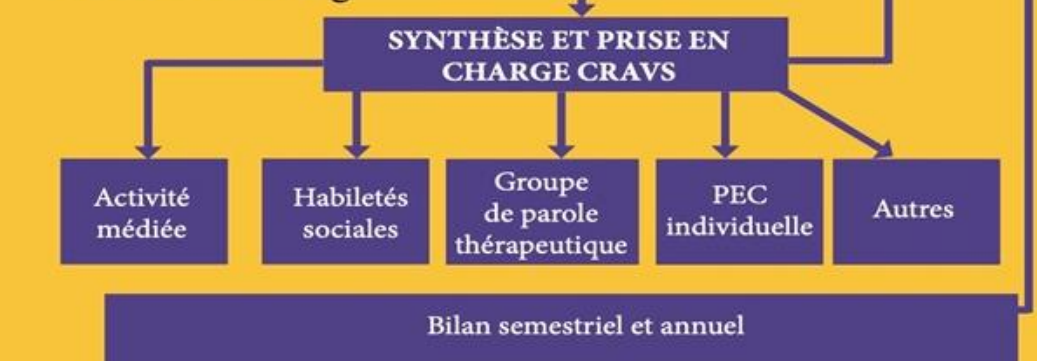 SYNTHÈSE ET PRISE EN
CHARGE CRAVS
Activité
médiée
Habiletés
sociales
Groupe
de parole
thérapeutique
PEC
individuelle
Autres
Bilan semestriel et annuel